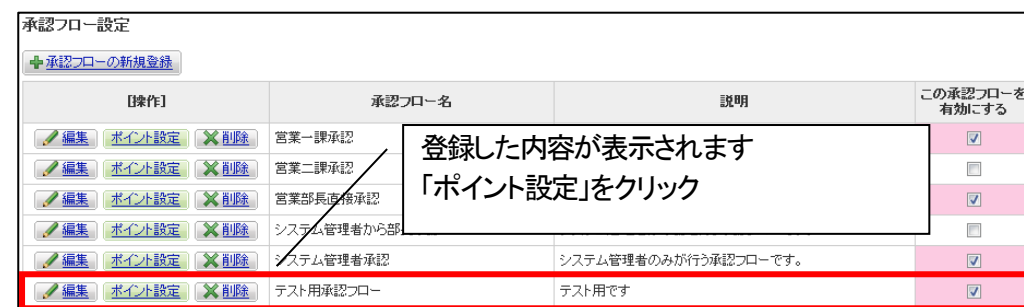 承認フロー設定
承認フローの新規登録
[操作] 承認フロー名 説明 この承認フローを
有効にする
編集 ポイント設定 削除 営業一課承認
登録した内容が表示されます
編集 ポイント設定 削除 営業二課承認
「ポイント設定」をクリック
編集 ポイント設定 削除 営業部長直接承認
編集 ポイント設定 削除 システム管理者から部
編集 ポイント設定 削除 システム管理者承認 システム管理者のみが行う承認フローです。
編集 ポイント設定 削除 テスト用承認フロー テスト用です